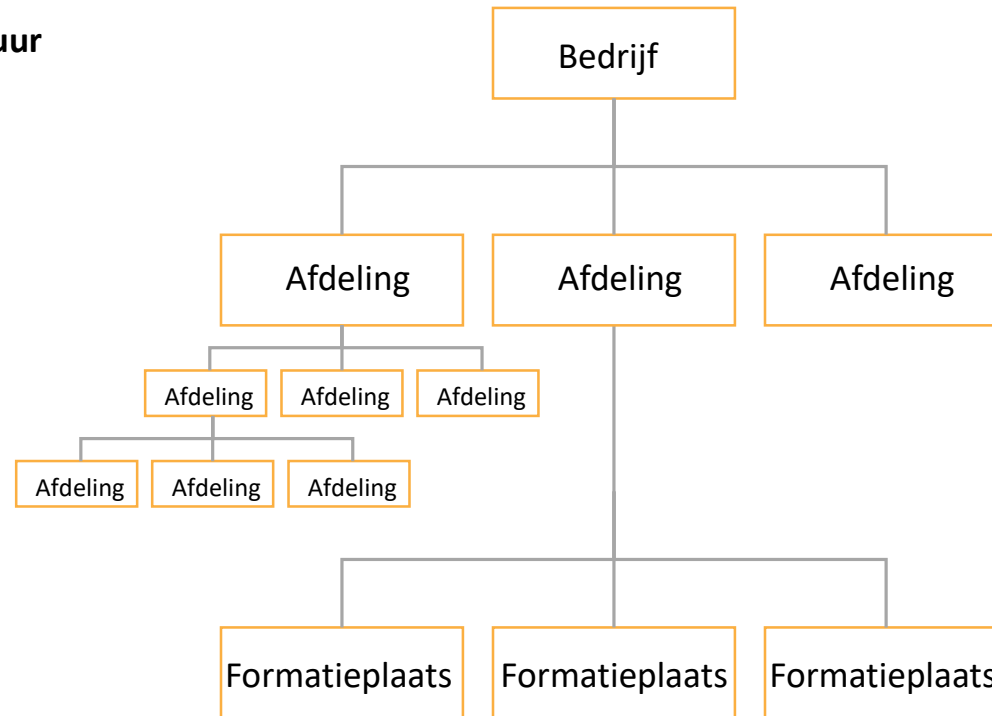 uur
Bedrijf
Afdeling
Afdeling
Afdeling
Afdeling
Afdeling
Afdeling
Afdeling
Afdeling
Afdeling
Formatieplaats
Formatieplaats
Formatieplaats